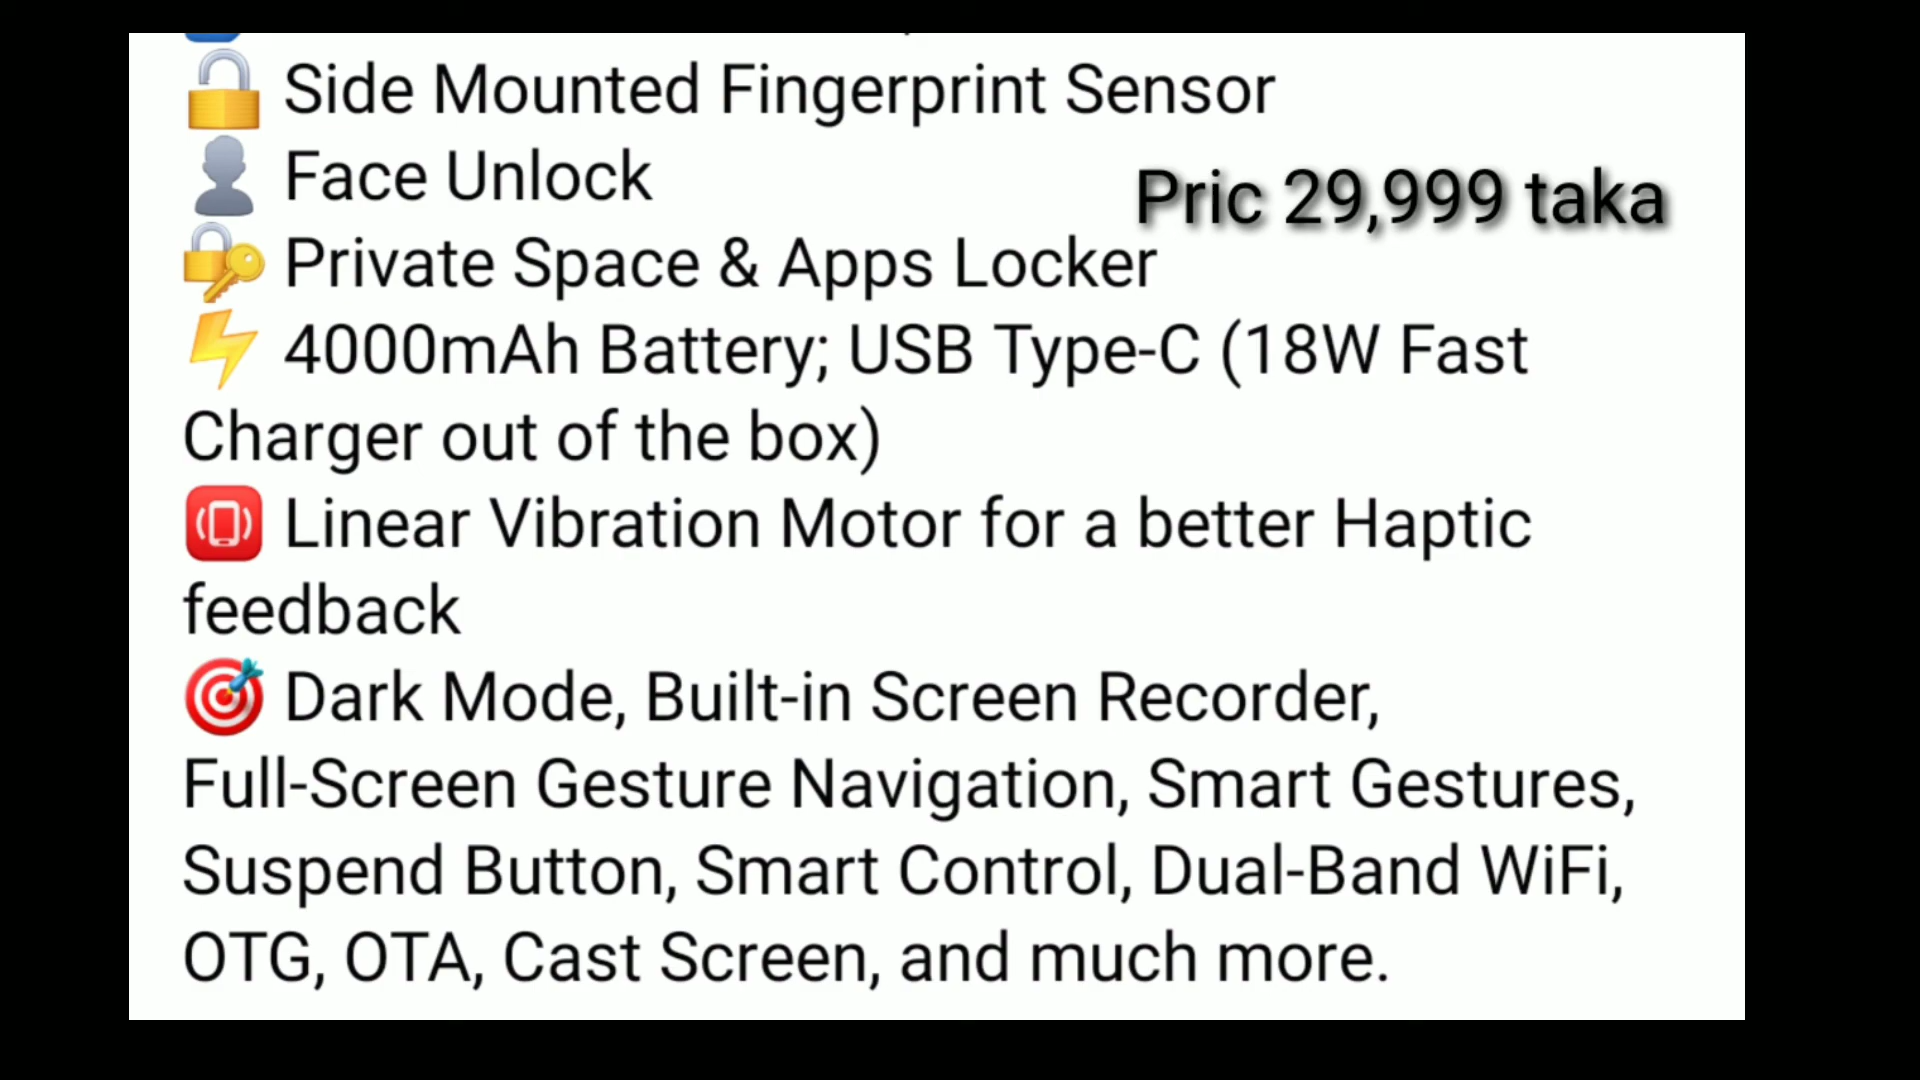 Side Mounted Fingerprint Sensor
Face Unlock
Pric 29,999 taka
Private Space & Apps Locker
4000mAh Battery; USB Type-C (18W Fast
Charger out of the box)
Linear Vibration Motor for a better Haptic
feedback
Dark Mode, Built-in Screen Recorder,
Full-Screen Gesture Navigation, Smart Gestures,
Suspend Button, Smart Control, Dual-Band WiFi,
OTG, OTA, Cast Screen, and much more.